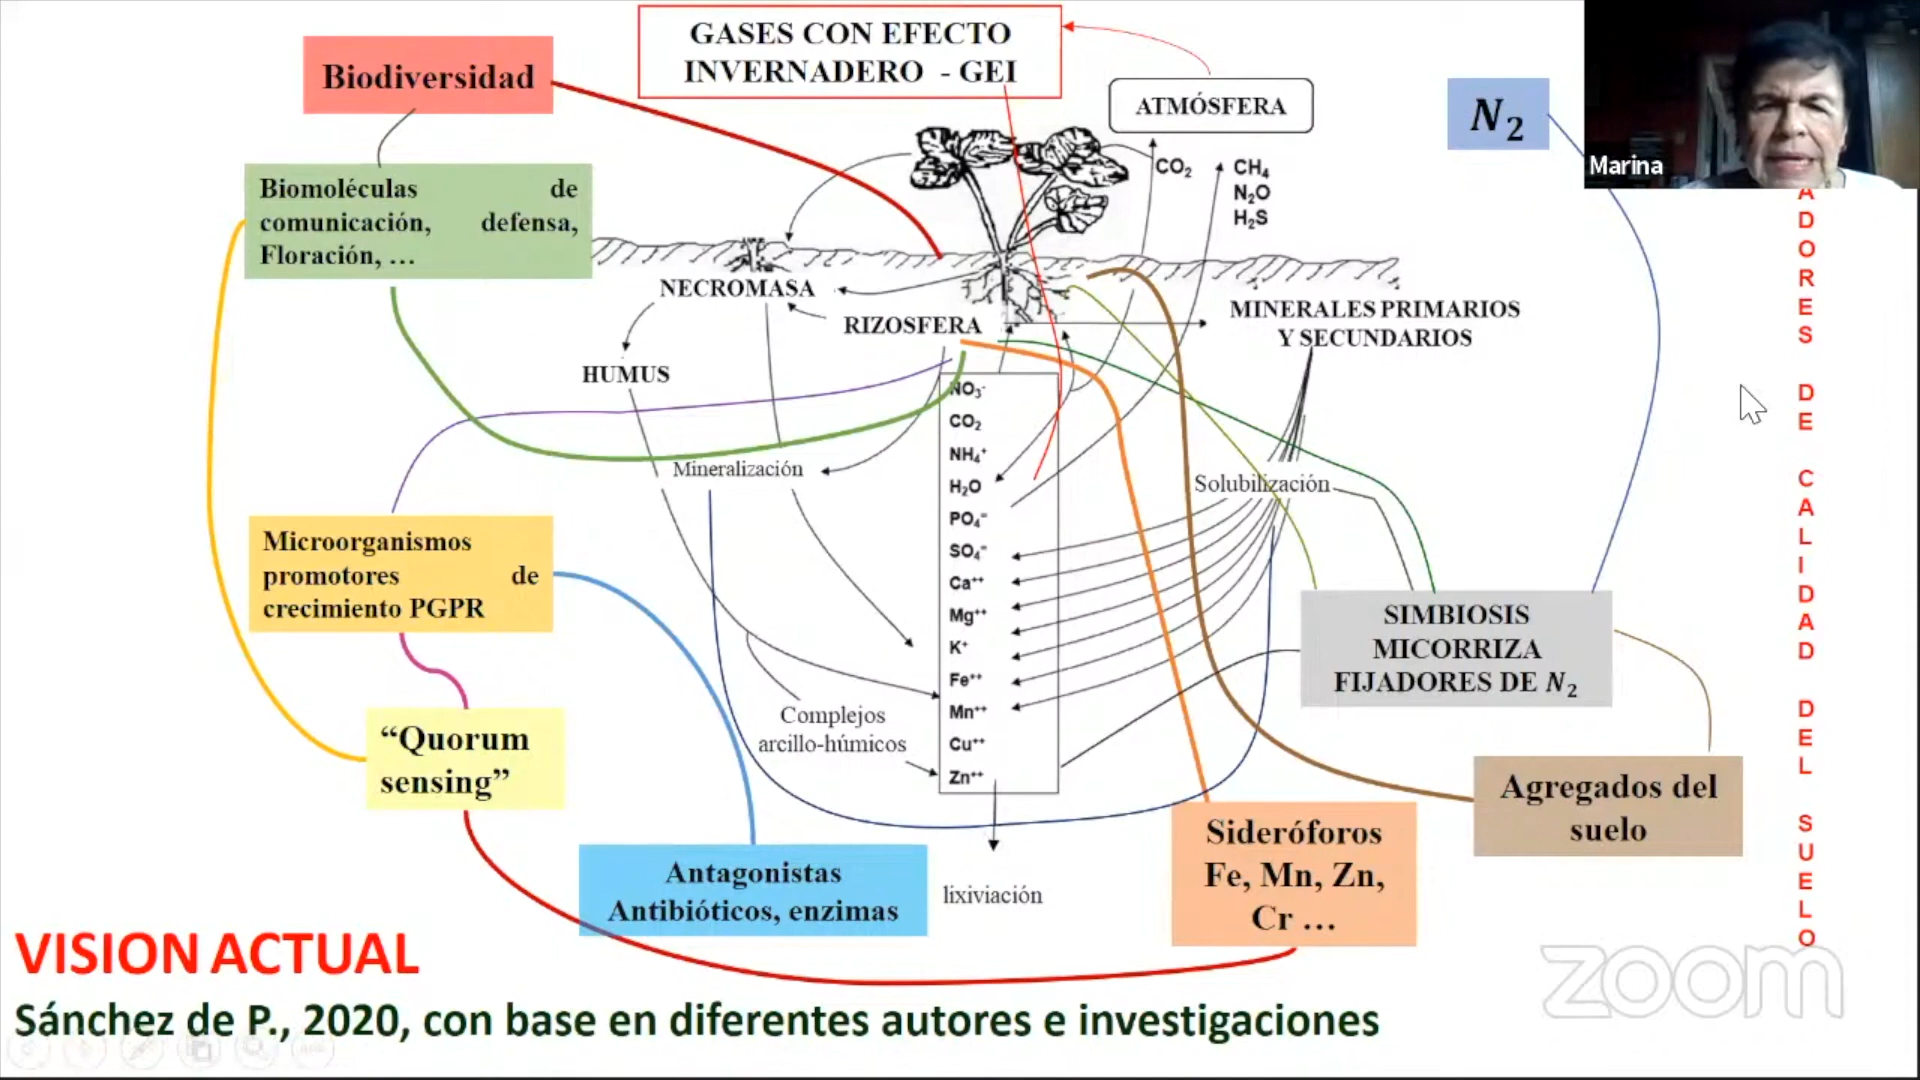 GASES CON EFECTO
INVERNADERO - GEI
Biodiversidad
ATMÓSFERA
N₂
Marina
CO₂
CH₄
N₂O
H₂S
Biomoléculas de
comunicación, defensa,
Floración, ...
NECROMASA
RIZOSFERA
MINERALES PRIMARIOS
Y SECUNDARIOS
HUMUS
NO₃⁻
CO₂
NH₄⁺
H₂O
PO₄⁼
SO₄⁼
Ca⁺⁺
Mg⁺⁺
K⁺
Fe⁺⁺
Mn⁺⁺
Cu⁺⁺
Zn⁺⁺
Mineralización
Solubilización
Microorganismos
promotores de
crecimiento PGPR
SIMBIOSIS
MICORRIZA
FIJADORES DE N₂
Complejos
arcillo-húmicos
“Quorum
sensing”
Agregados del
suelo
Antagonistas
Antibióticos, enzimas
lixiviación
Sideróforos
Fe, Mn, Zn,
Cr ...
ADORES DE CALIDAD DEL SUELO
VISION ACTUAL
Sánchez de P., 2020, con base en diferentes autores e investigaciones
zoom